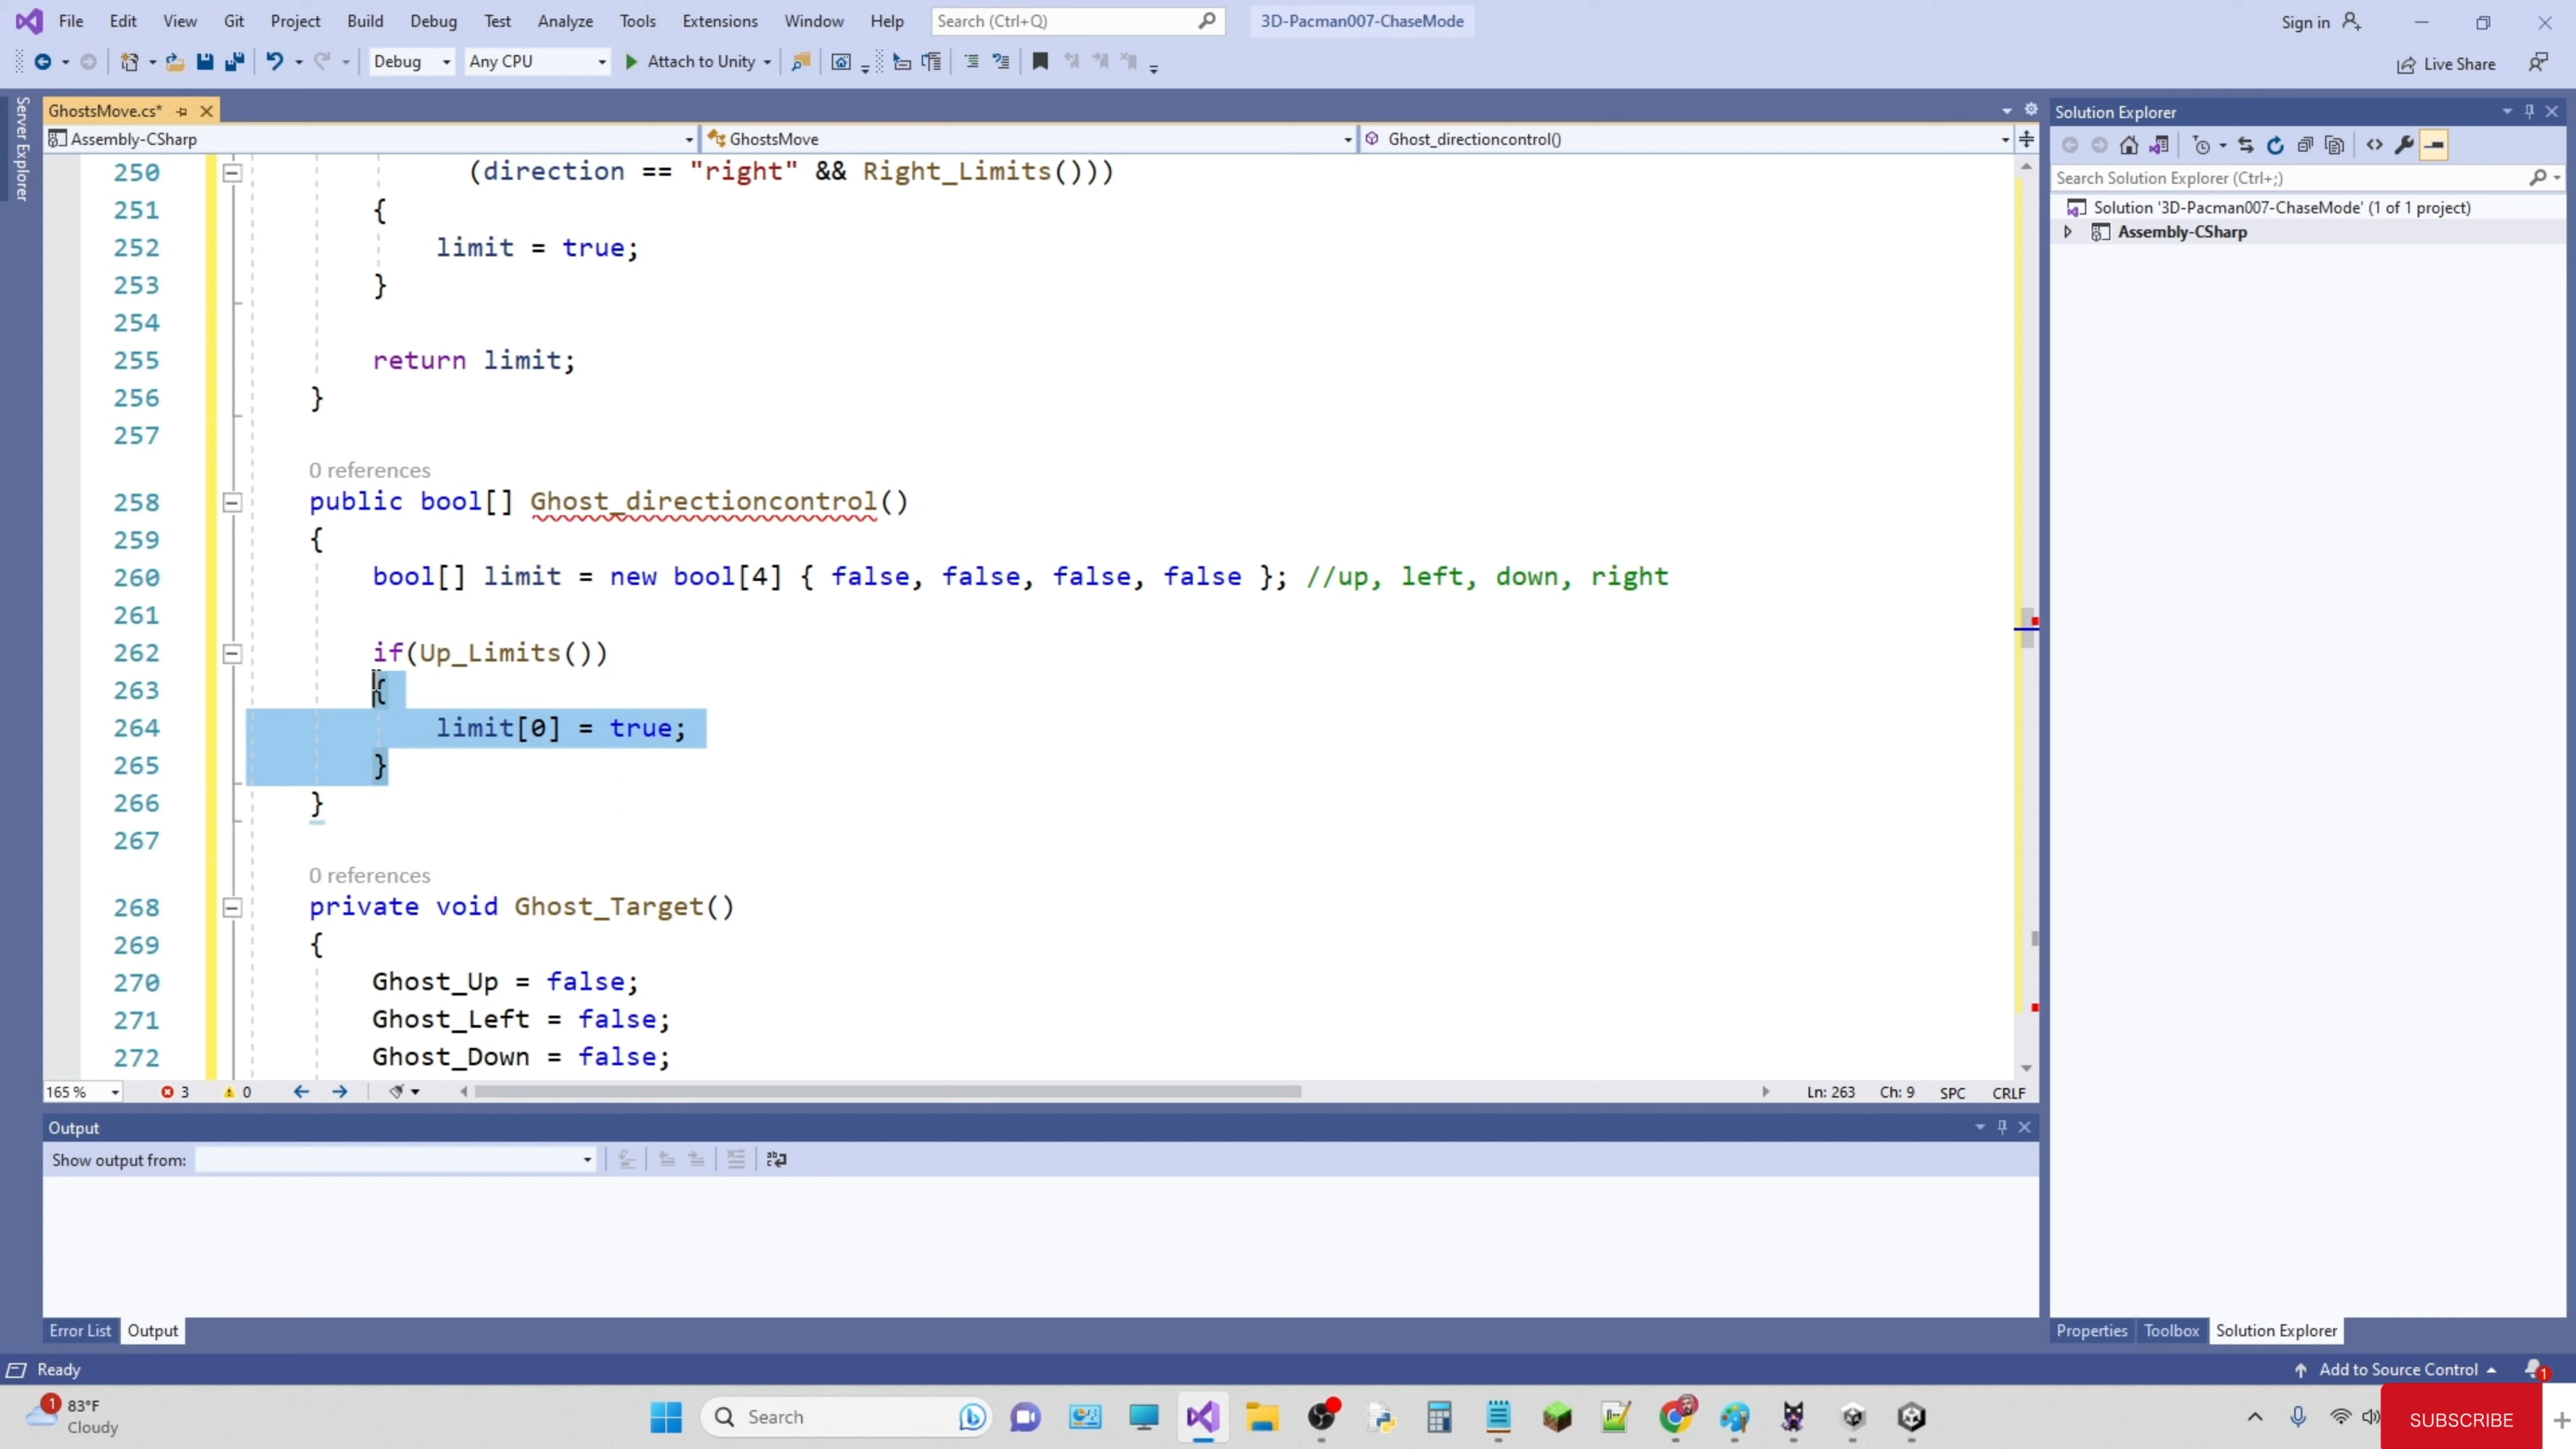 File Edit View Git Project Build Debug Test Analyze Tools Extensions Window Help Search (Ctrl+Q) 3D-Pacman007-ChaseMode Sign in
Debug Any CPU Attach to Unity Live Share
Server Explorer
GhostsMove.cs*
Assembly-CSharp GhostsMove Ghost_directioncontrol()
250 (direction == "right" && Right_Limits()))
251 {
252 limit = true;
253 }
254
255 return limit;
256 }
257
0 references
258 public bool[] Ghost_directioncontrol()
259 {
260 bool[] limit = new bool[4] { false, false, false, false }; //up, left, down, right
261
262 if(Up_Limits())
263 {
264 limit[0] = true;
265 }
266 }
267
0 references
268 private void Ghost_Target()
269 {
270 Ghost_Up = false;
271 Ghost_Left = false;
272 Ghost_Down = false;
165 % 3 0 Ln: 263 Ch: 9 SPC CRLF
Output
Show output from:
Error List Output
Solution Explorer
Search Solution Explorer (Ctrl+;)
Solution '3D-Pacman007-ChaseMode' (1 of 1 project)
Assembly-CSharp
Properties Toolbox Solution Explorer
Ready Add to Source Control 1
1 83°F
Cloudy
Search
SUBSCRIBE